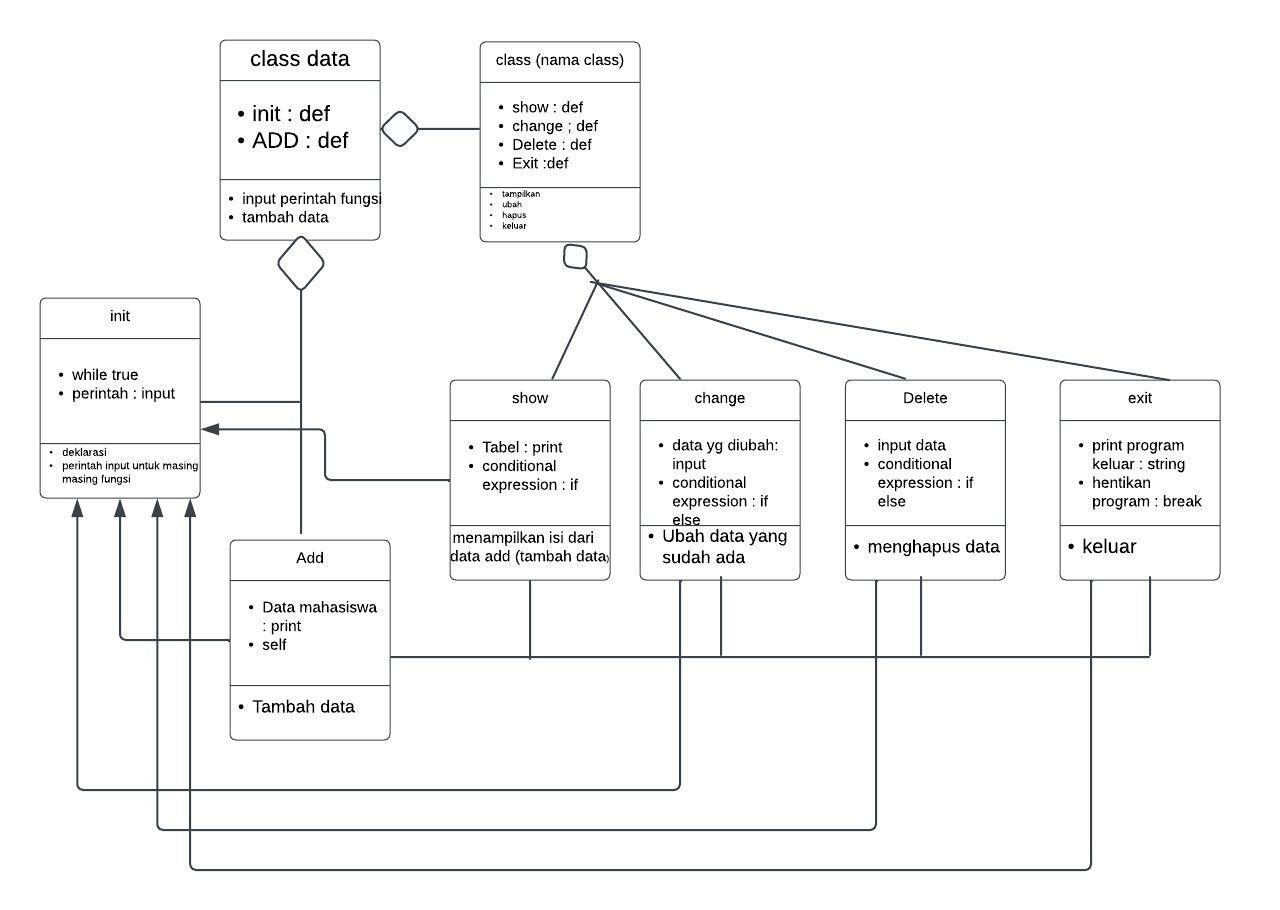 class data
• init : def
• ADD : def
• input perintah fungsi
• tambah data
class (nama class)
• show : def
• change ; def
• Delete : def
• Exit :def
• tampilkan
• ubah
• hapus
• keluar
init
• while true
• perintah : input
• deklarasi
• perintah input untuk masing
masing fungsi
Add
• Data mahasiswa
: print
• self
• Tambah data
show
• Tabel : print
• conditional
expression : if
menampilkan isi dari
data add (tambah data)
change
• data yg diubah:
input
• conditional
expression : if
else
• Ubah data yang
sudah ada
Delete
• input data
• conditional
expression : if
else
• menghapus data
exit
• print program
keluar : string
• hentikan
program : break
• keluar